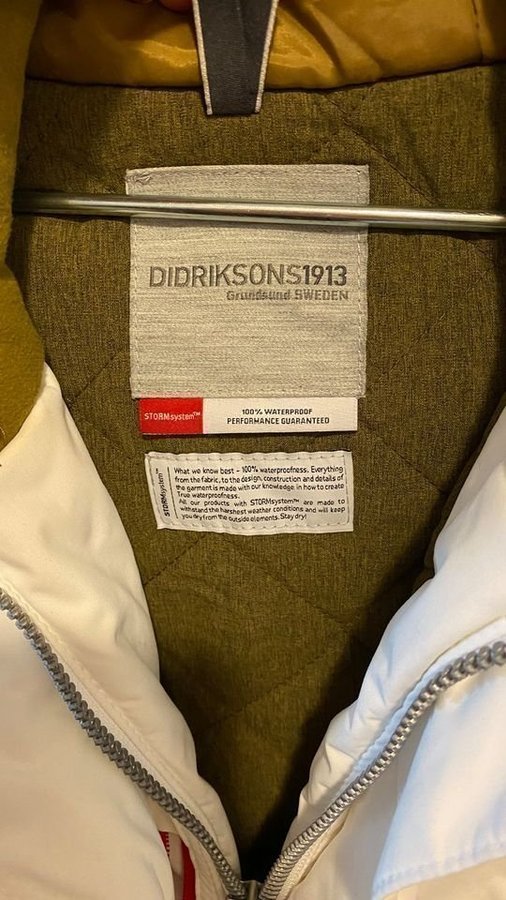 DIDRIKSONS1913
Grundsund SWEDEN
STORMsystem™
100% WATERPROOF
PERFORMANCE GUARANTEED
STORMsystem™
What we know best - 100% waterproofness. Everything
from the fabric, to the design, construction and details of
the garment is made with our knowledge in how to create
True waterproofness.
All our products with STORMsystem™ are made to
withstand the harshest weather conditions and will keep
you dry from the outside elements. Stay dry!